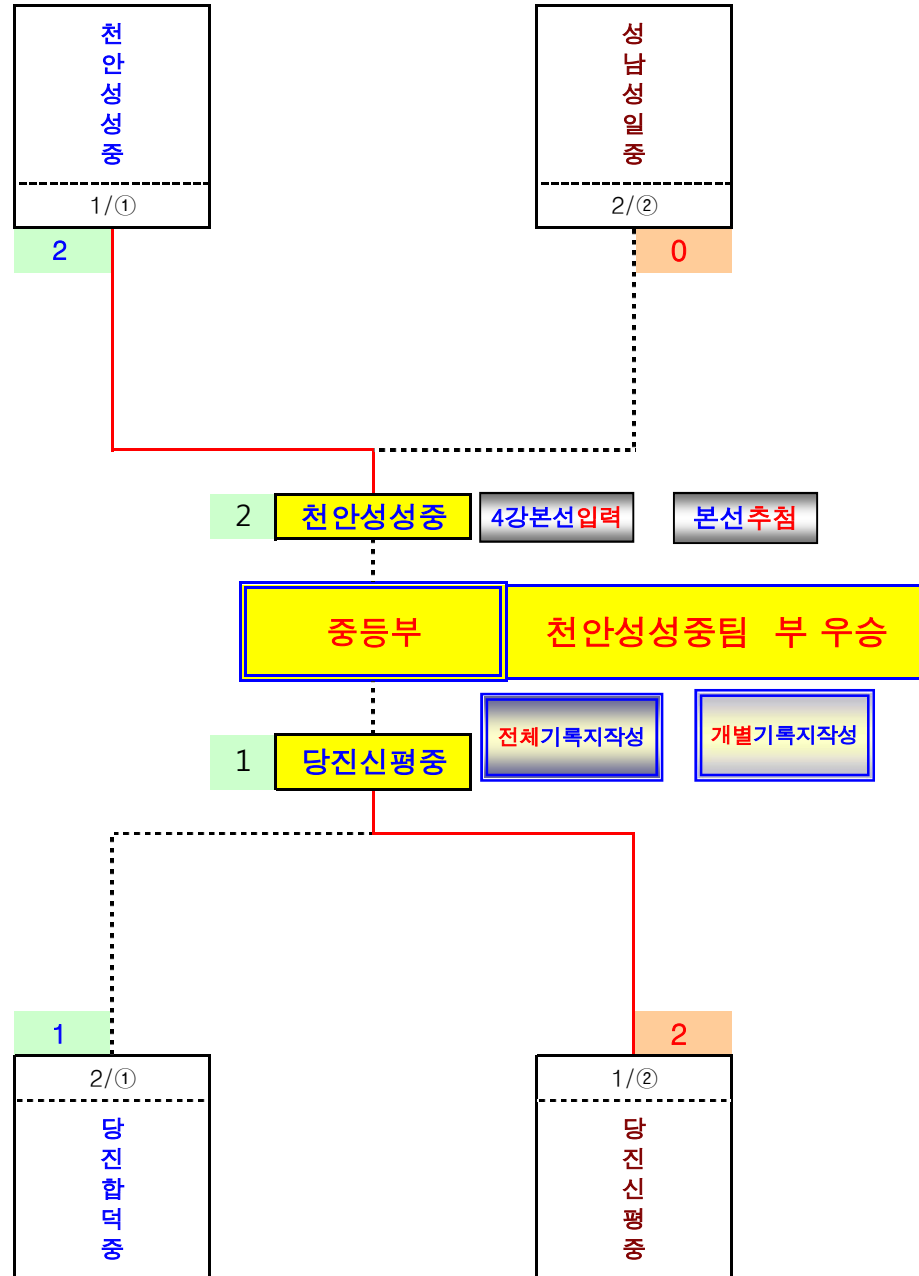 천안성성중
성남성일중
1/①
2/②
2
0
2
천안성성중
4강본선입력
본선추첨
중등부
천안성성중팀 부 우승
1
당진신평중
전체기록지작성
개별기록지작성
1
2
2/①
1/②
당진합덕중
당진신평중